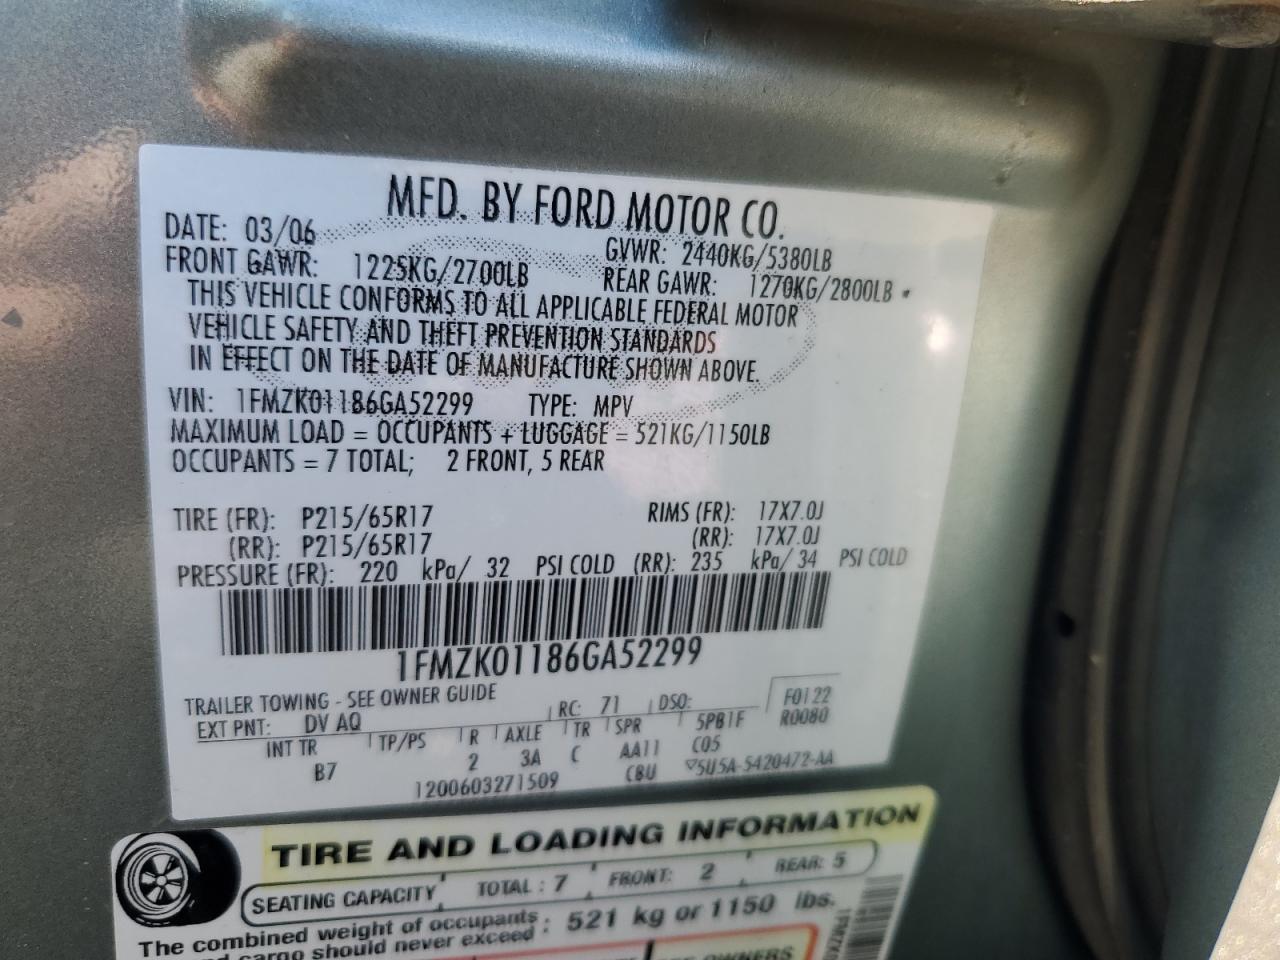 MFD. BY FORD MOTOR CO.
DATE: 03/06 GVWR: 2440KG/5380LB
FRONT GAWR: 1225KG/2700LB REAR GAWR: 1270KG/2800LB
THIS VEHICLE CONFORMS TO ALL APPLICABLE FEDERAL MOTOR
VEHICLE SAFETY AND THEFT PREVENTION STANDARDS
IN EFFECT ON THE DATE OF MANUFACTURE SHOWN ABOVE.
VIN: 1FMZK01186GA52299 TYPE: MPV
MAXIMUM LOAD = OCCUPANTS + LUGGAGE = 521KG/1150LB
OCCUPANTS = 7 TOTAL; 2 FRONT, 5 REAR
TIRE (FR): P215/65R17 RIMS (FR): 17X7.0J
(RR): P215/65R17 (RR): 17X7.0J
PRESSURE (FR): 220 kPa/ 32 PSI COLD (RR): 235 kPa/ 34 PSI COLD
1FMZK01186GA52299
TRAILER TOWING - SEE OWNER GUIDE
EXT PNT: DV AQ RC: 71 DSO: F0122
R0080
INT TR TP/PS R AXLE TR SPR 5PB1F
B7 2 3A C AA11 C05
1200603271509 CBU 5U5A-5420472-AA
TIRE AND LOADING INFORMATION
SEATING CAPACITY TOTAL : 7 FRONT: 2 REAR: 5
The combined weight of occupants : 521 kg or 1150 lbs.
cargo should never exceed
OWNERS